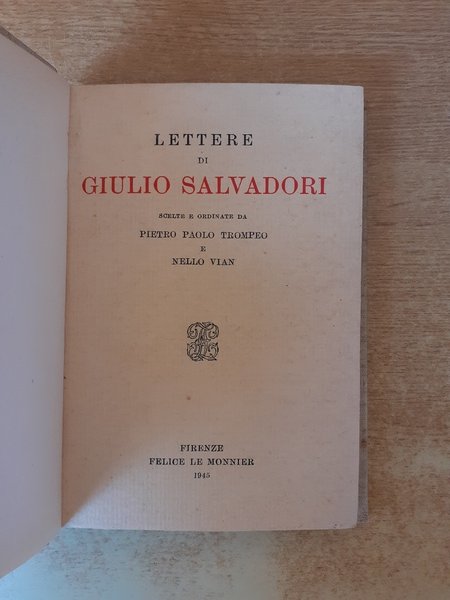 LETTERE
DI
GIULIO SALVADORI
SCELTE E ORDINATE DA
PIETRO PAOLO TROMPEO
E
NELLO VIAN
FIRENZE
FELICE LE MONNIER
1945